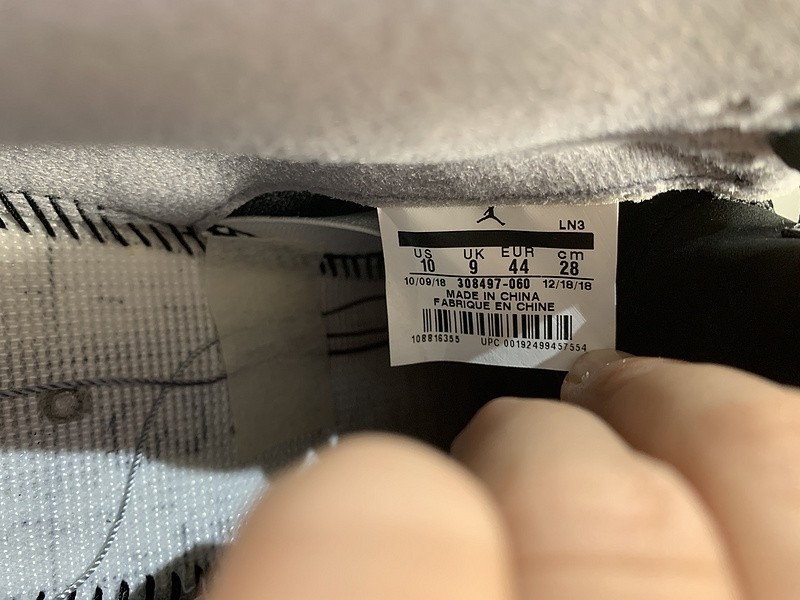 LN3
US UK EUR cm
10 9 44 28
10/09/18 308497-060 12/18/18
MADE IN CHINA
FABRIQUE EN CHINE
108816355 UPC 00192499457554